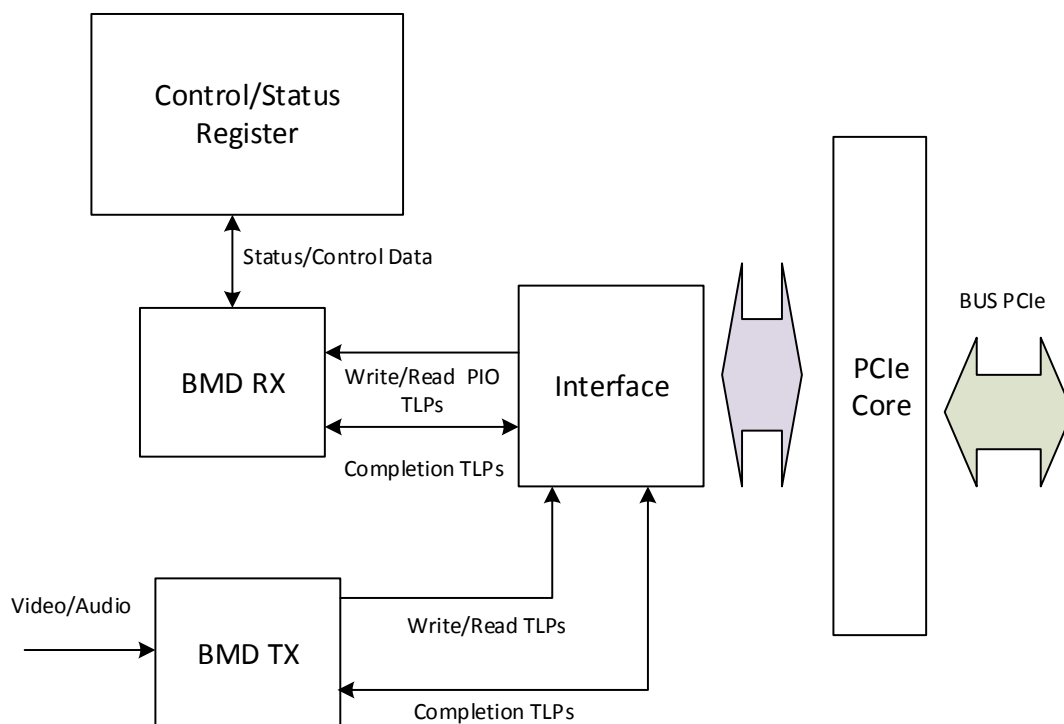 Control/Status
Register
Status/Control Data
BMD RX
Write/Read PIO
TLPs
Completion TLPs
Interface
PCIe
Core
BUS PCIe
Video/Audio
BMD TX
Write/Read TLPs
Completion TLPs